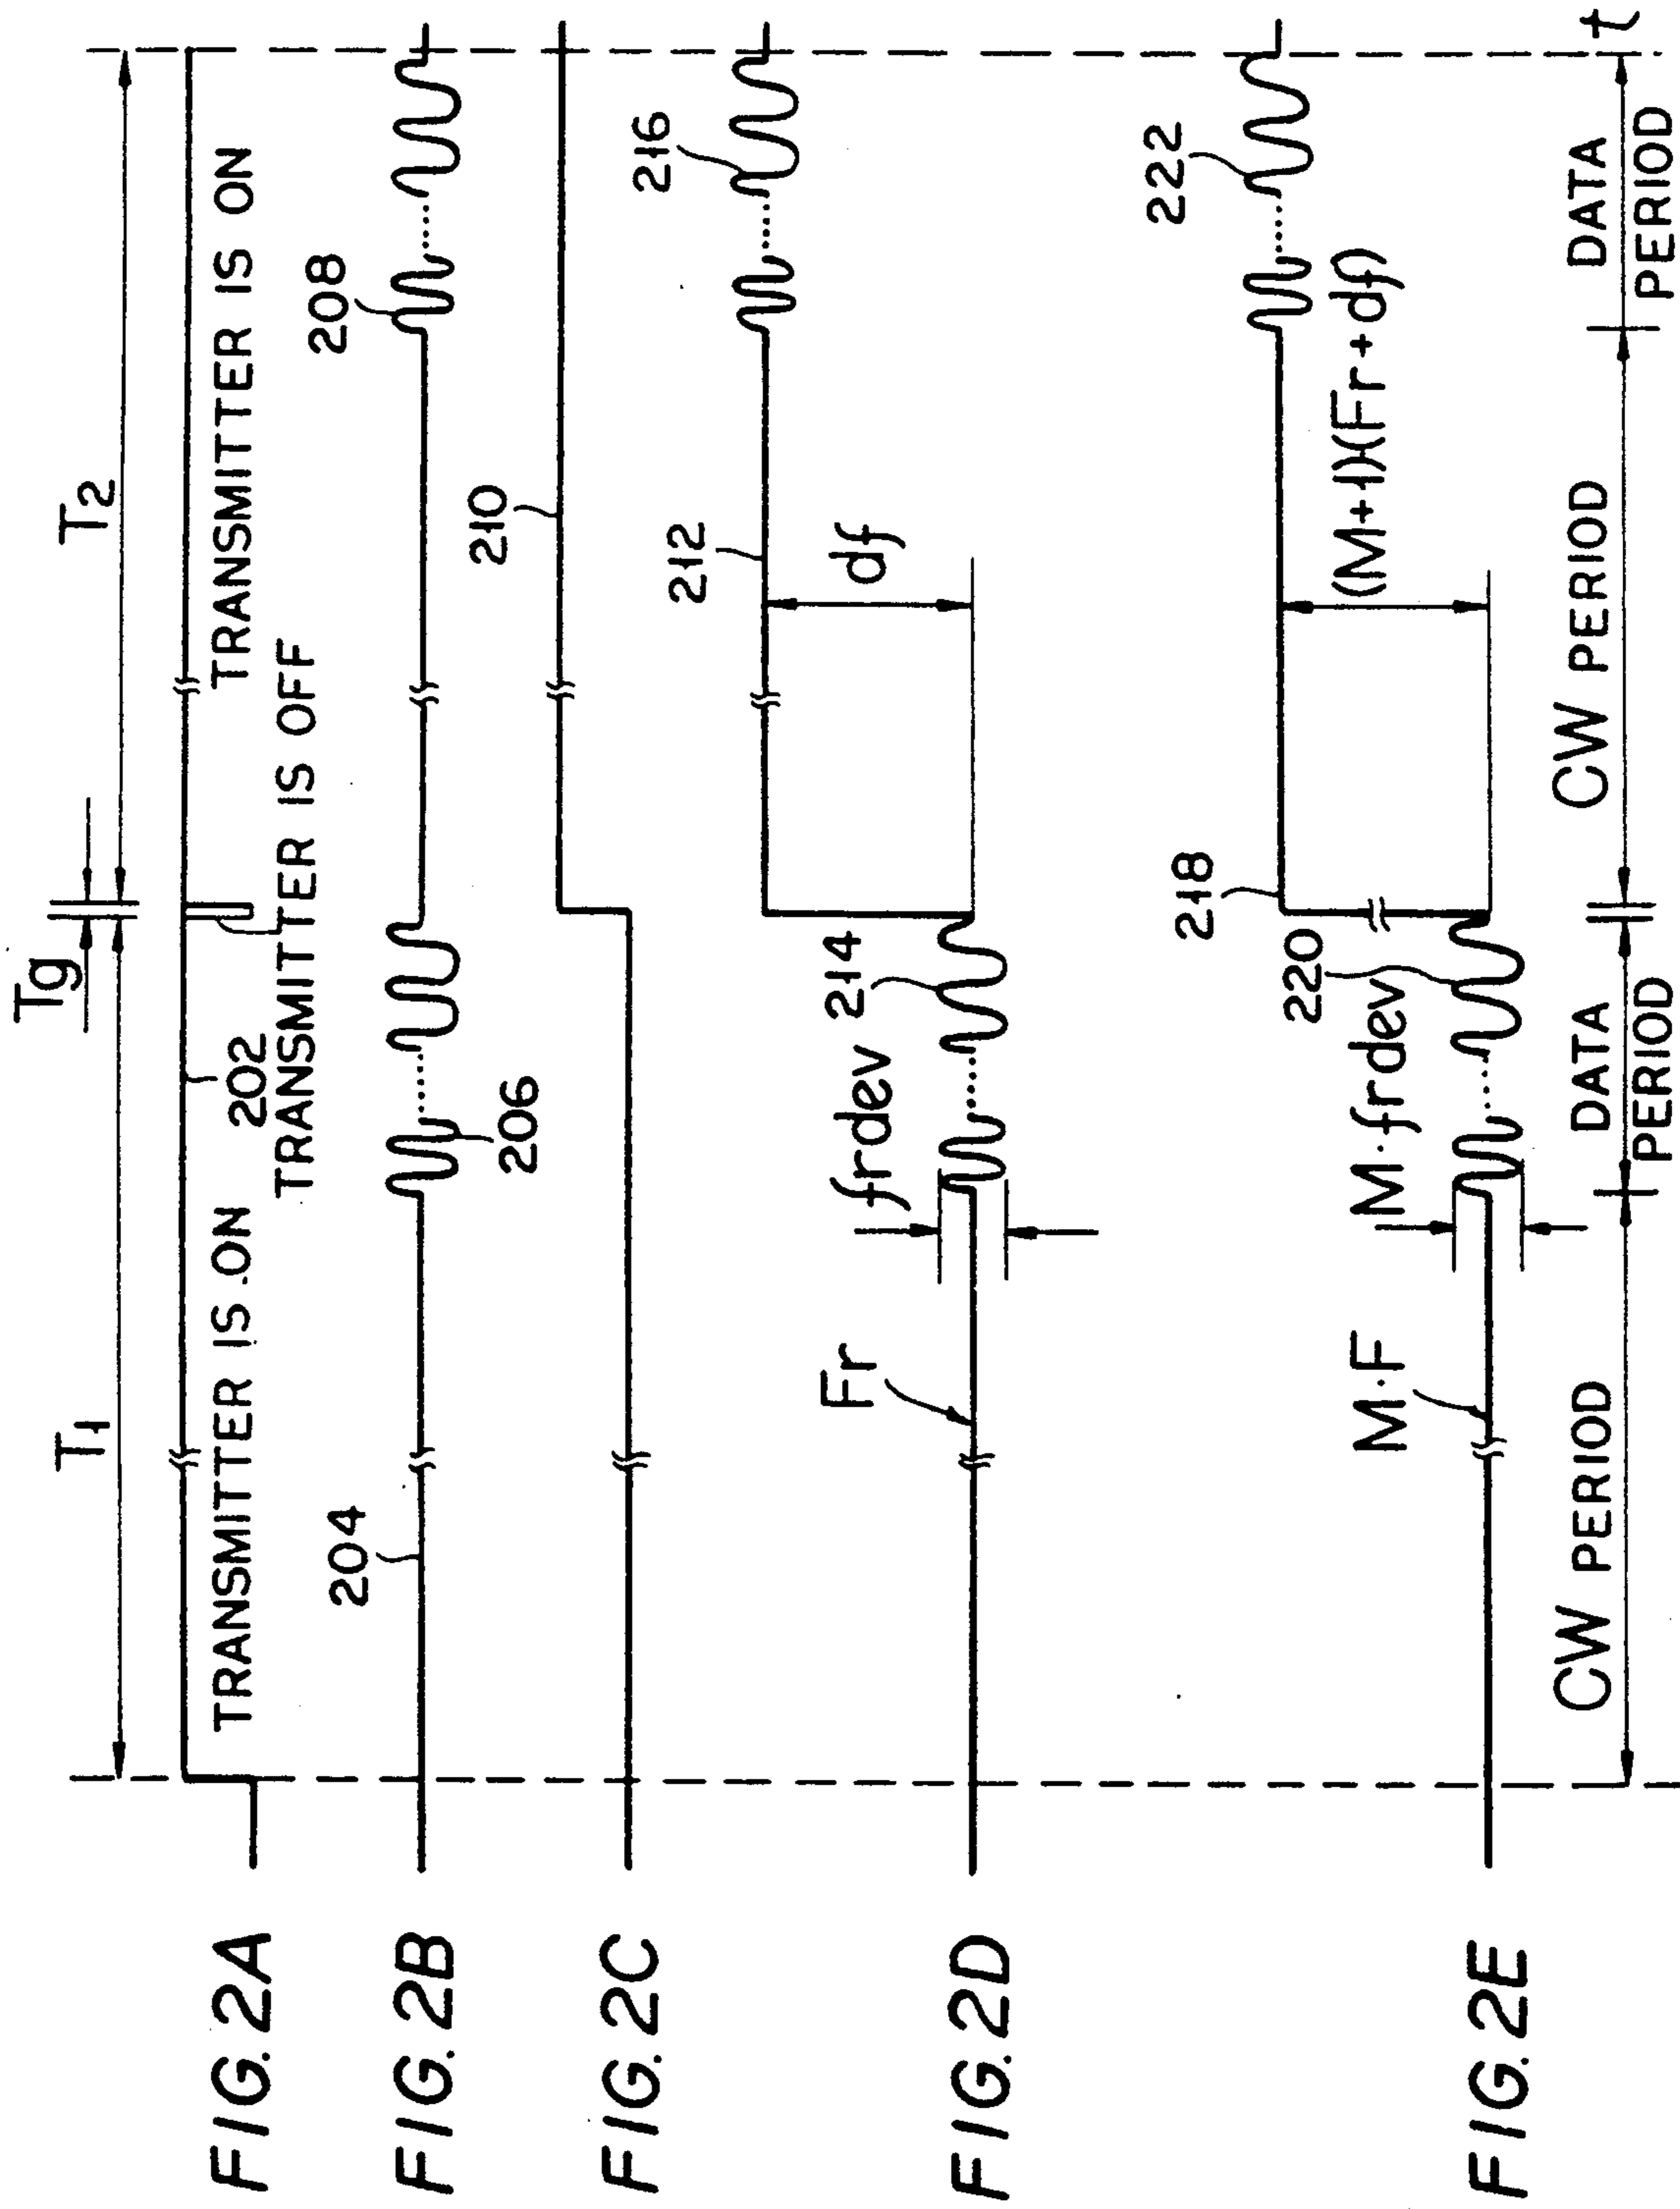 Tg
T1
T2
FIG. 2A
202
TRANSMITTER IS ON
TRANSMITTER IS OFF
TRANSMITTER IS ON
FIG. 2B
204
206
208
FIG. 2C
210
FIG. 2D
Fr
frdev
214
212
df
216
FIG. 2E
M·F
M·frdev
220
218
(M+1)(Fr+df)
222
CW PERIOD
DATA
PERIOD
CW PERIOD
DATA
PERIOD
t